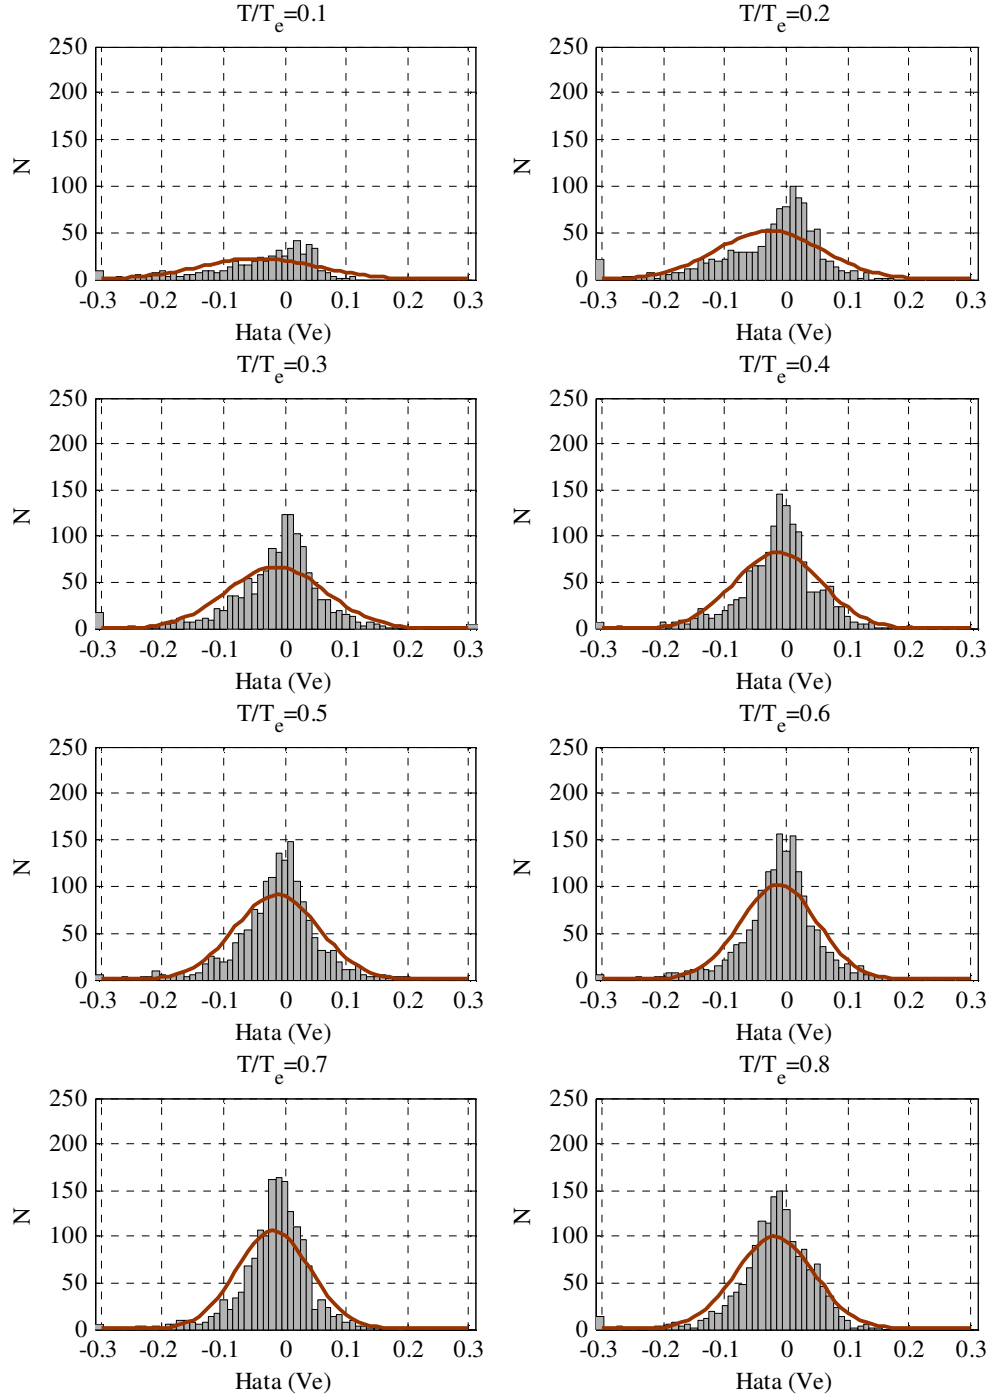 T/Te=0.1 T/Te=0.2
250 250
200 200
150 150
N N
100 100
50 50
0 0
-0.3 -0.2 -0.1 0 0.1 0.2 0.3 -0.3 -0.2 -0.1 0 0.1 0.2 0.3
Hata (Ve) Hata (Ve)
T/Te=0.3 T/Te=0.4
250 250
200 200
150 150
N N
100 100
50 50
0 0
-0.3 -0.2 -0.1 0 0.1 0.2 0.3 -0.3 -0.2 -0.1 0 0.1 0.2 0.3
Hata (Ve) Hata (Ve)
T/Te=0.5 T/Te=0.6
250 250
200 200
150 150
N N
100 100
50 50
0 0
-0.3 -0.2 -0.1 0 0.1 0.2 0.3 -0.3 -0.2 -0.1 0 0.1 0.2 0.3
Hata (Ve) Hata (Ve)
T/Te=0.7 T/Te=0.8
250 250
200 200
150 150
N N
100 100
50 50
0 0
-0.3 -0.2 -0.1 0 0.1 0.2 0.3 -0.3 -0.2 -0.1 0 0.1 0.2 0.3
Hata (Ve) Hata (Ve)